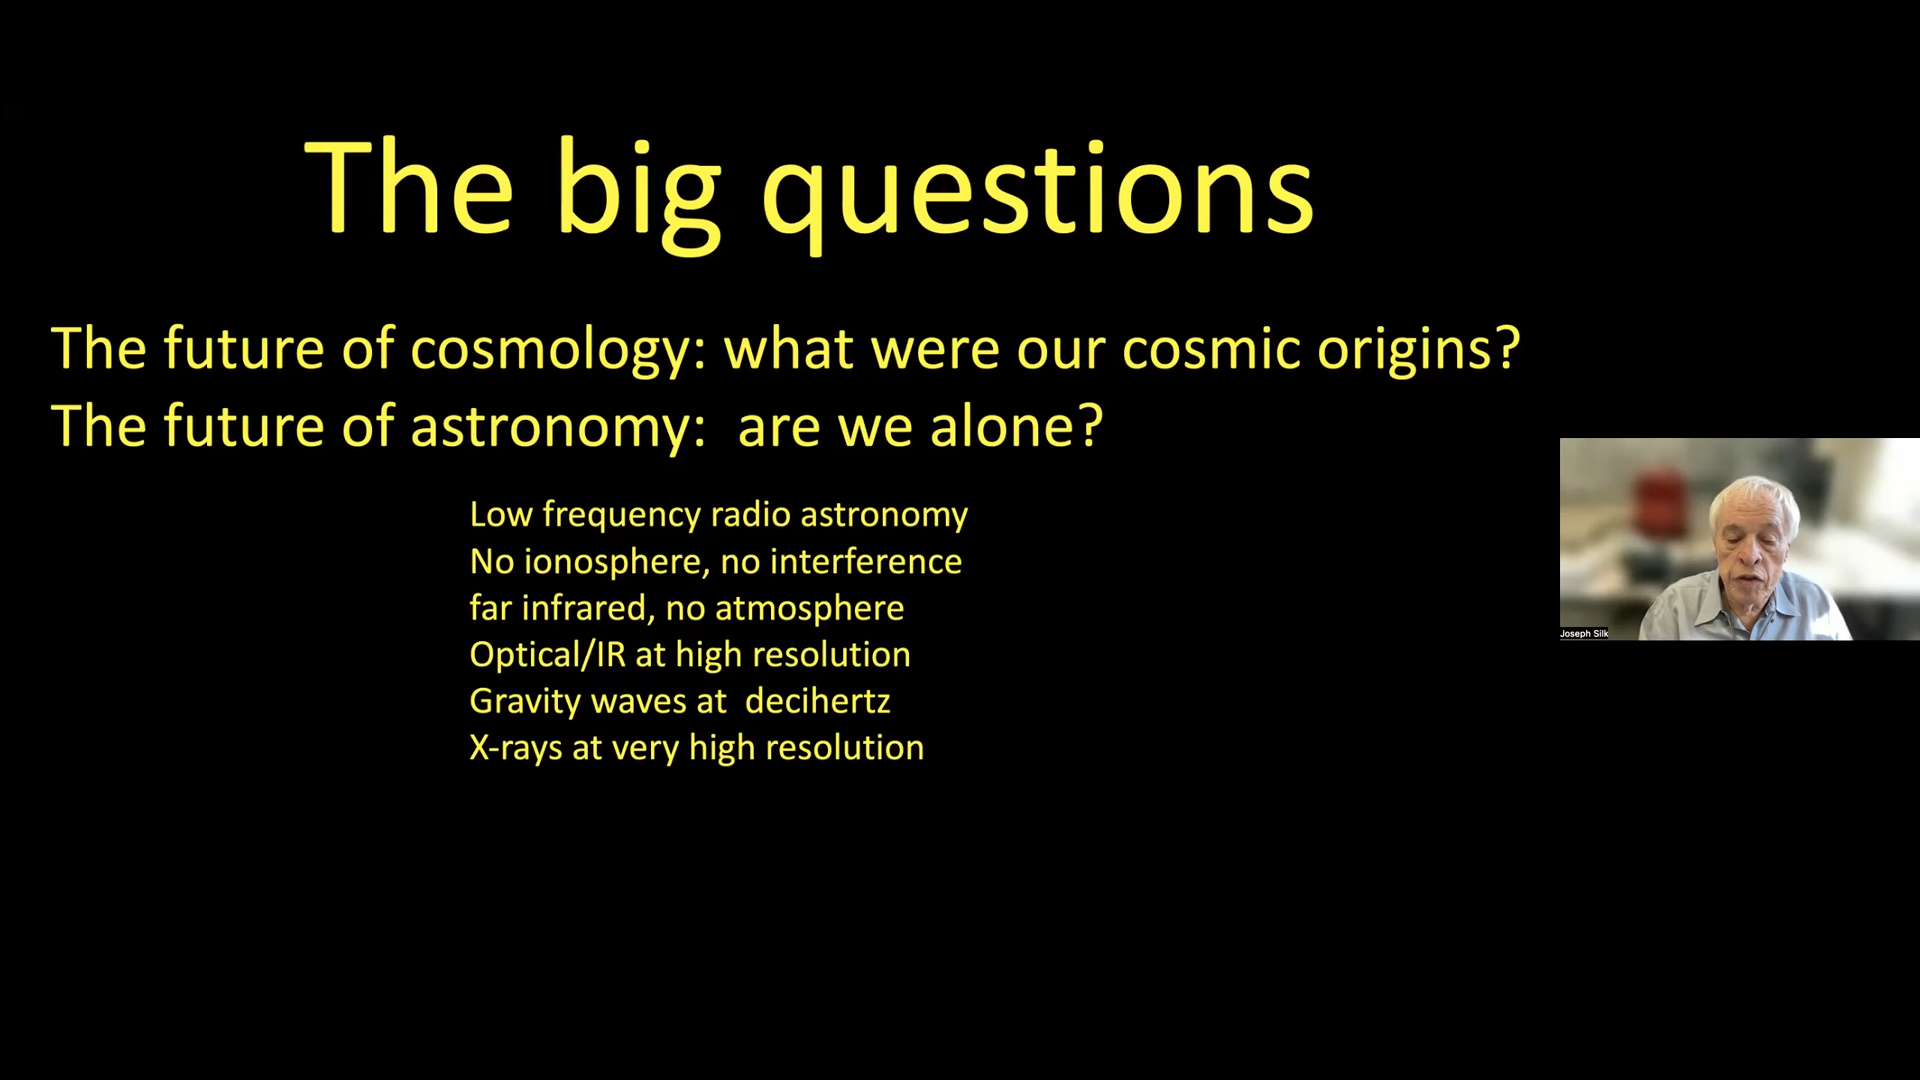 The big questions
The future of cosmology: what were our cosmic origins?
The future of astronomy:  are we alone?
Low frequency radio astronomy
No ionosphere, no interference
far infrared, no atmosphere
Optical/IR at high resolution
Gravity waves at  decihertz
X-rays at very high resolution
Joseph Silk